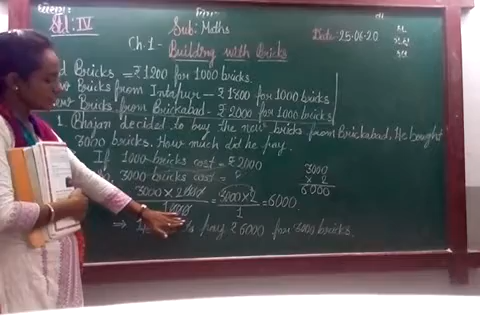 Std: IV
Sub: Maths
Date: 25-06-20
Ch.1- Building with Bricks
Bricks = ₹1200 for 1000 bricks.
Bricks from Intapur - ₹1800 for 1000 bricks
Bricks from Brickabad - ₹2000 for 1000 bricks
1. Bhajan decided to buy the new bricks from Brickabad. He bought
3000 bricks. How much did he pay.
If 1000 bricks cost = ₹2000
3000 bricks cost = ?
3000 × 2000 / 1000 = 3000×2 / 1 = 6000
3000
× 2
6000
⇒ pay ₹6000 for 3000 bricks.